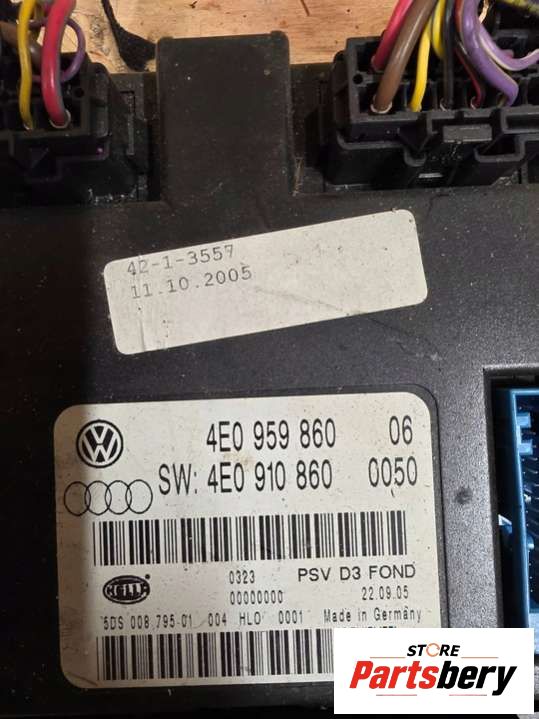 42-1-3557
11.10.2005
4E0 959 860 06
SW: 4E0 910 860 0050
0323 PSV D3 FOND
00000000 22.09.05
5DS 008 795-01 004 HLO 0001 Made in Germany
STORE
Partsbery